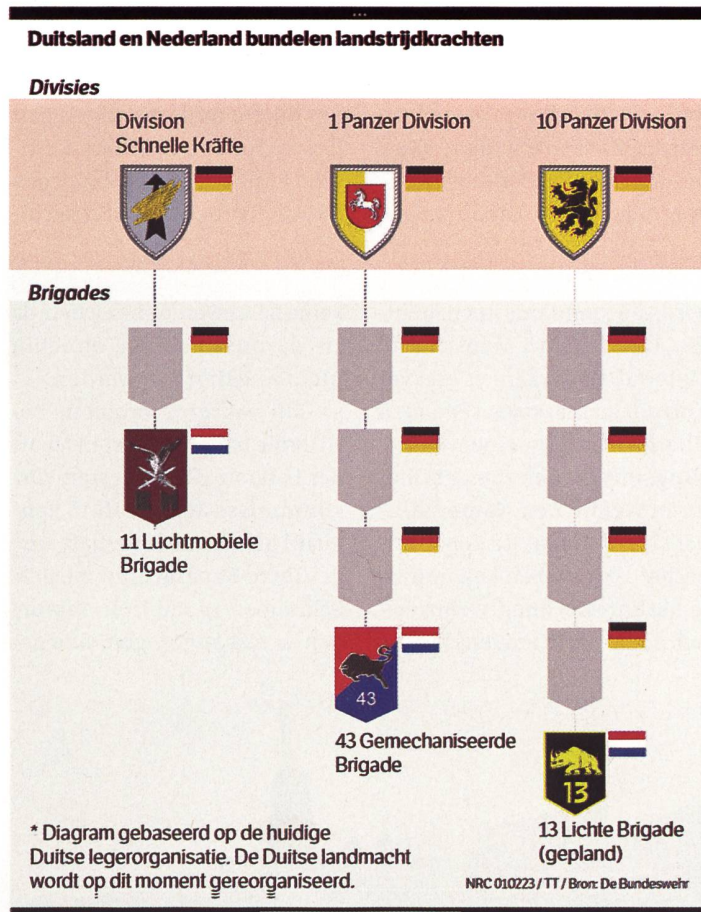 Duitsland en Nederland bundelen landstrijdkrachten
Divisies
Division
Schnelle Kräfte
1 Panzer Division
10 Panzer Division
Brigades
11 Luchtmobiele
Brigade
43
43 Gemechaniseerde
Brigade
13
13 Lichte Brigade
(gepland)
* Diagram gebaseerd op de huidige
Duitse legerorganisatie. De Duitse landmacht
wordt op dit moment gereorganiseerd.
NRC 010223 / TT / Bron: De Bundeswehr